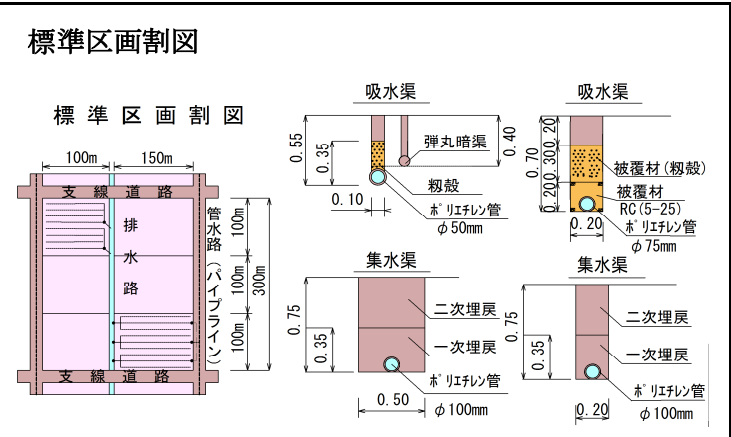 標準区画割図
標準区画割図
100m
150m
支線道路
排水路
管水路(パイプライン)
100m
100m
100m
300m
支線道路
吸水渠
0.55
0.35
0.10
0.40
弾丸暗渠
籾殻
ポリエチレン管
φ50mm
吸水渠
0.70
0.20
0.30
0.20
0.20
被覆材(籾殻)
被覆材
RC(5-25)
ポリエチレン管
φ75mm
集水渠
0.75
0.35
0.50
二次埋戻
一次埋戻
ポリエチレン管
φ100mm
集水渠
0.75
0.35
0.20
二次埋戻
一次埋戻
ポリエチレン管
φ100mm